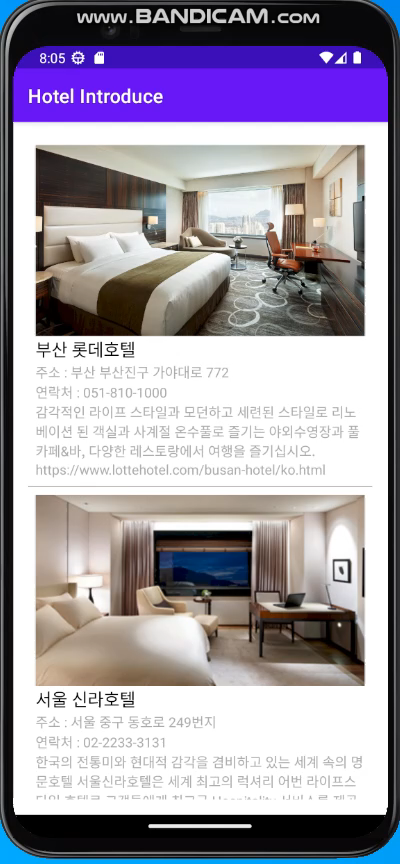 www.BANDICAM.com
8:05
Hotel Introduce
부산 롯데호텔
주소 : 부산 부산진구 가야대로 772
연락처 : 051-810-1000
감각적인 라이프 스타일과 모던하고 세련된 스타일로 리노
베이션 된 객실과 사계절 온수풀로 즐기는 야외수영장과 풀
카페&바, 다양한 레스토랑에서 여행을 즐기십시오.
https://www.lottehotel.com/busan-hotel/ko.html
서울 신라호텔
주소 : 서울 중구 동호로 249번지
연락처 : 02-2233-3131
한국의 전통미와 현대적 감각을 겸비하고 있는 세계 속의 명
문호텔 서울신라호텔은 세계 최고의 럭셔리 어번 라이프스